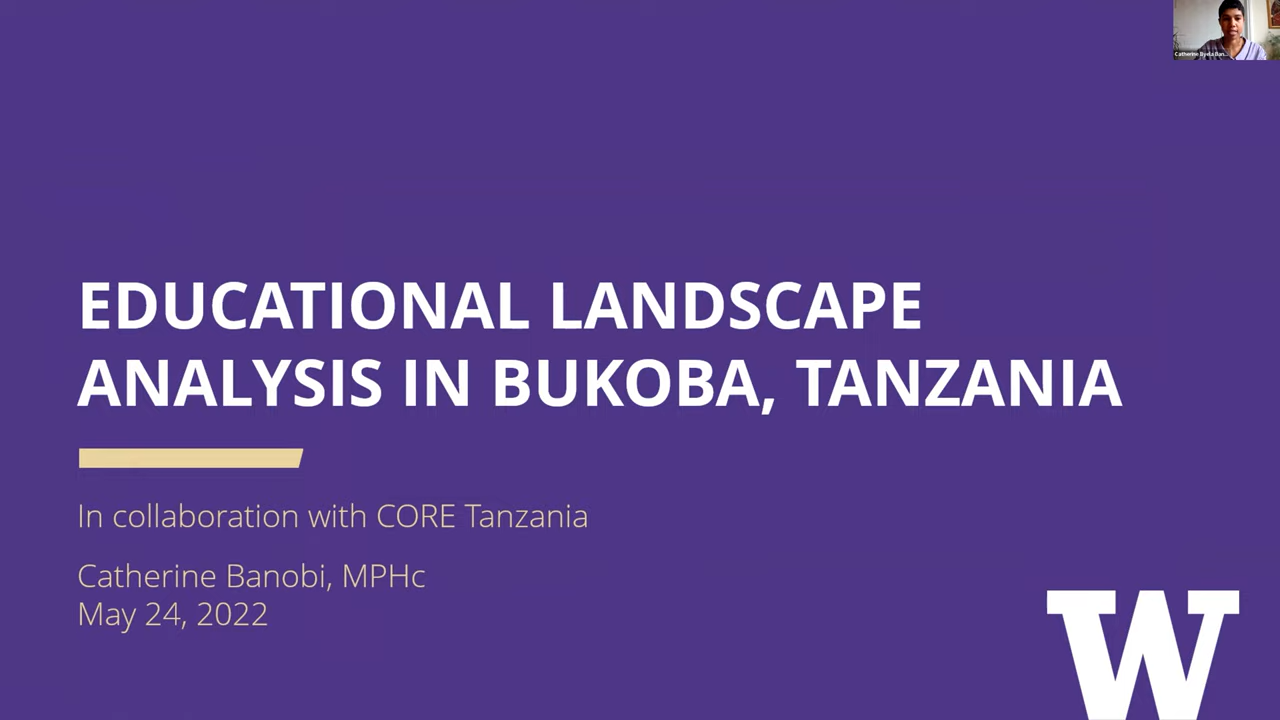 EDUCATIONAL LANDSCAPE
ANALYSIS IN BUKOBA, TANZANIA
In collaboration with CORE Tanzania
Catherine Banobi, MPHc
May 24, 2022
W